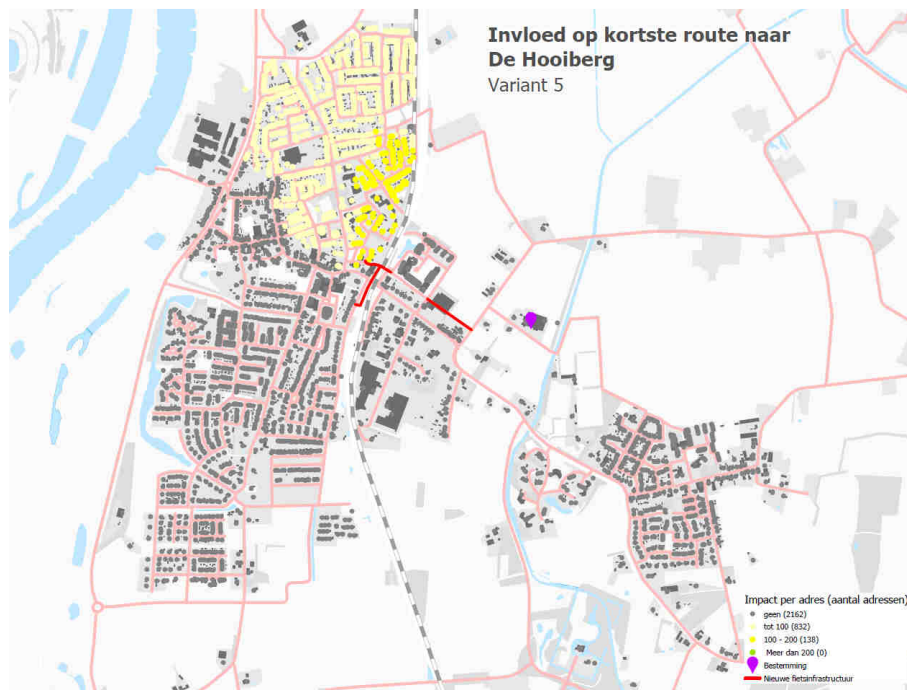 Invloed op kortste route naar
De Hooiberg
Variant 5
Impact per adres (aantal adressen)
geen (2162)
tot 100 (832)
100 - 200 (138)
Meer dan 200 (0)
Bestemming
Nieuwe fietsinfrastructuur